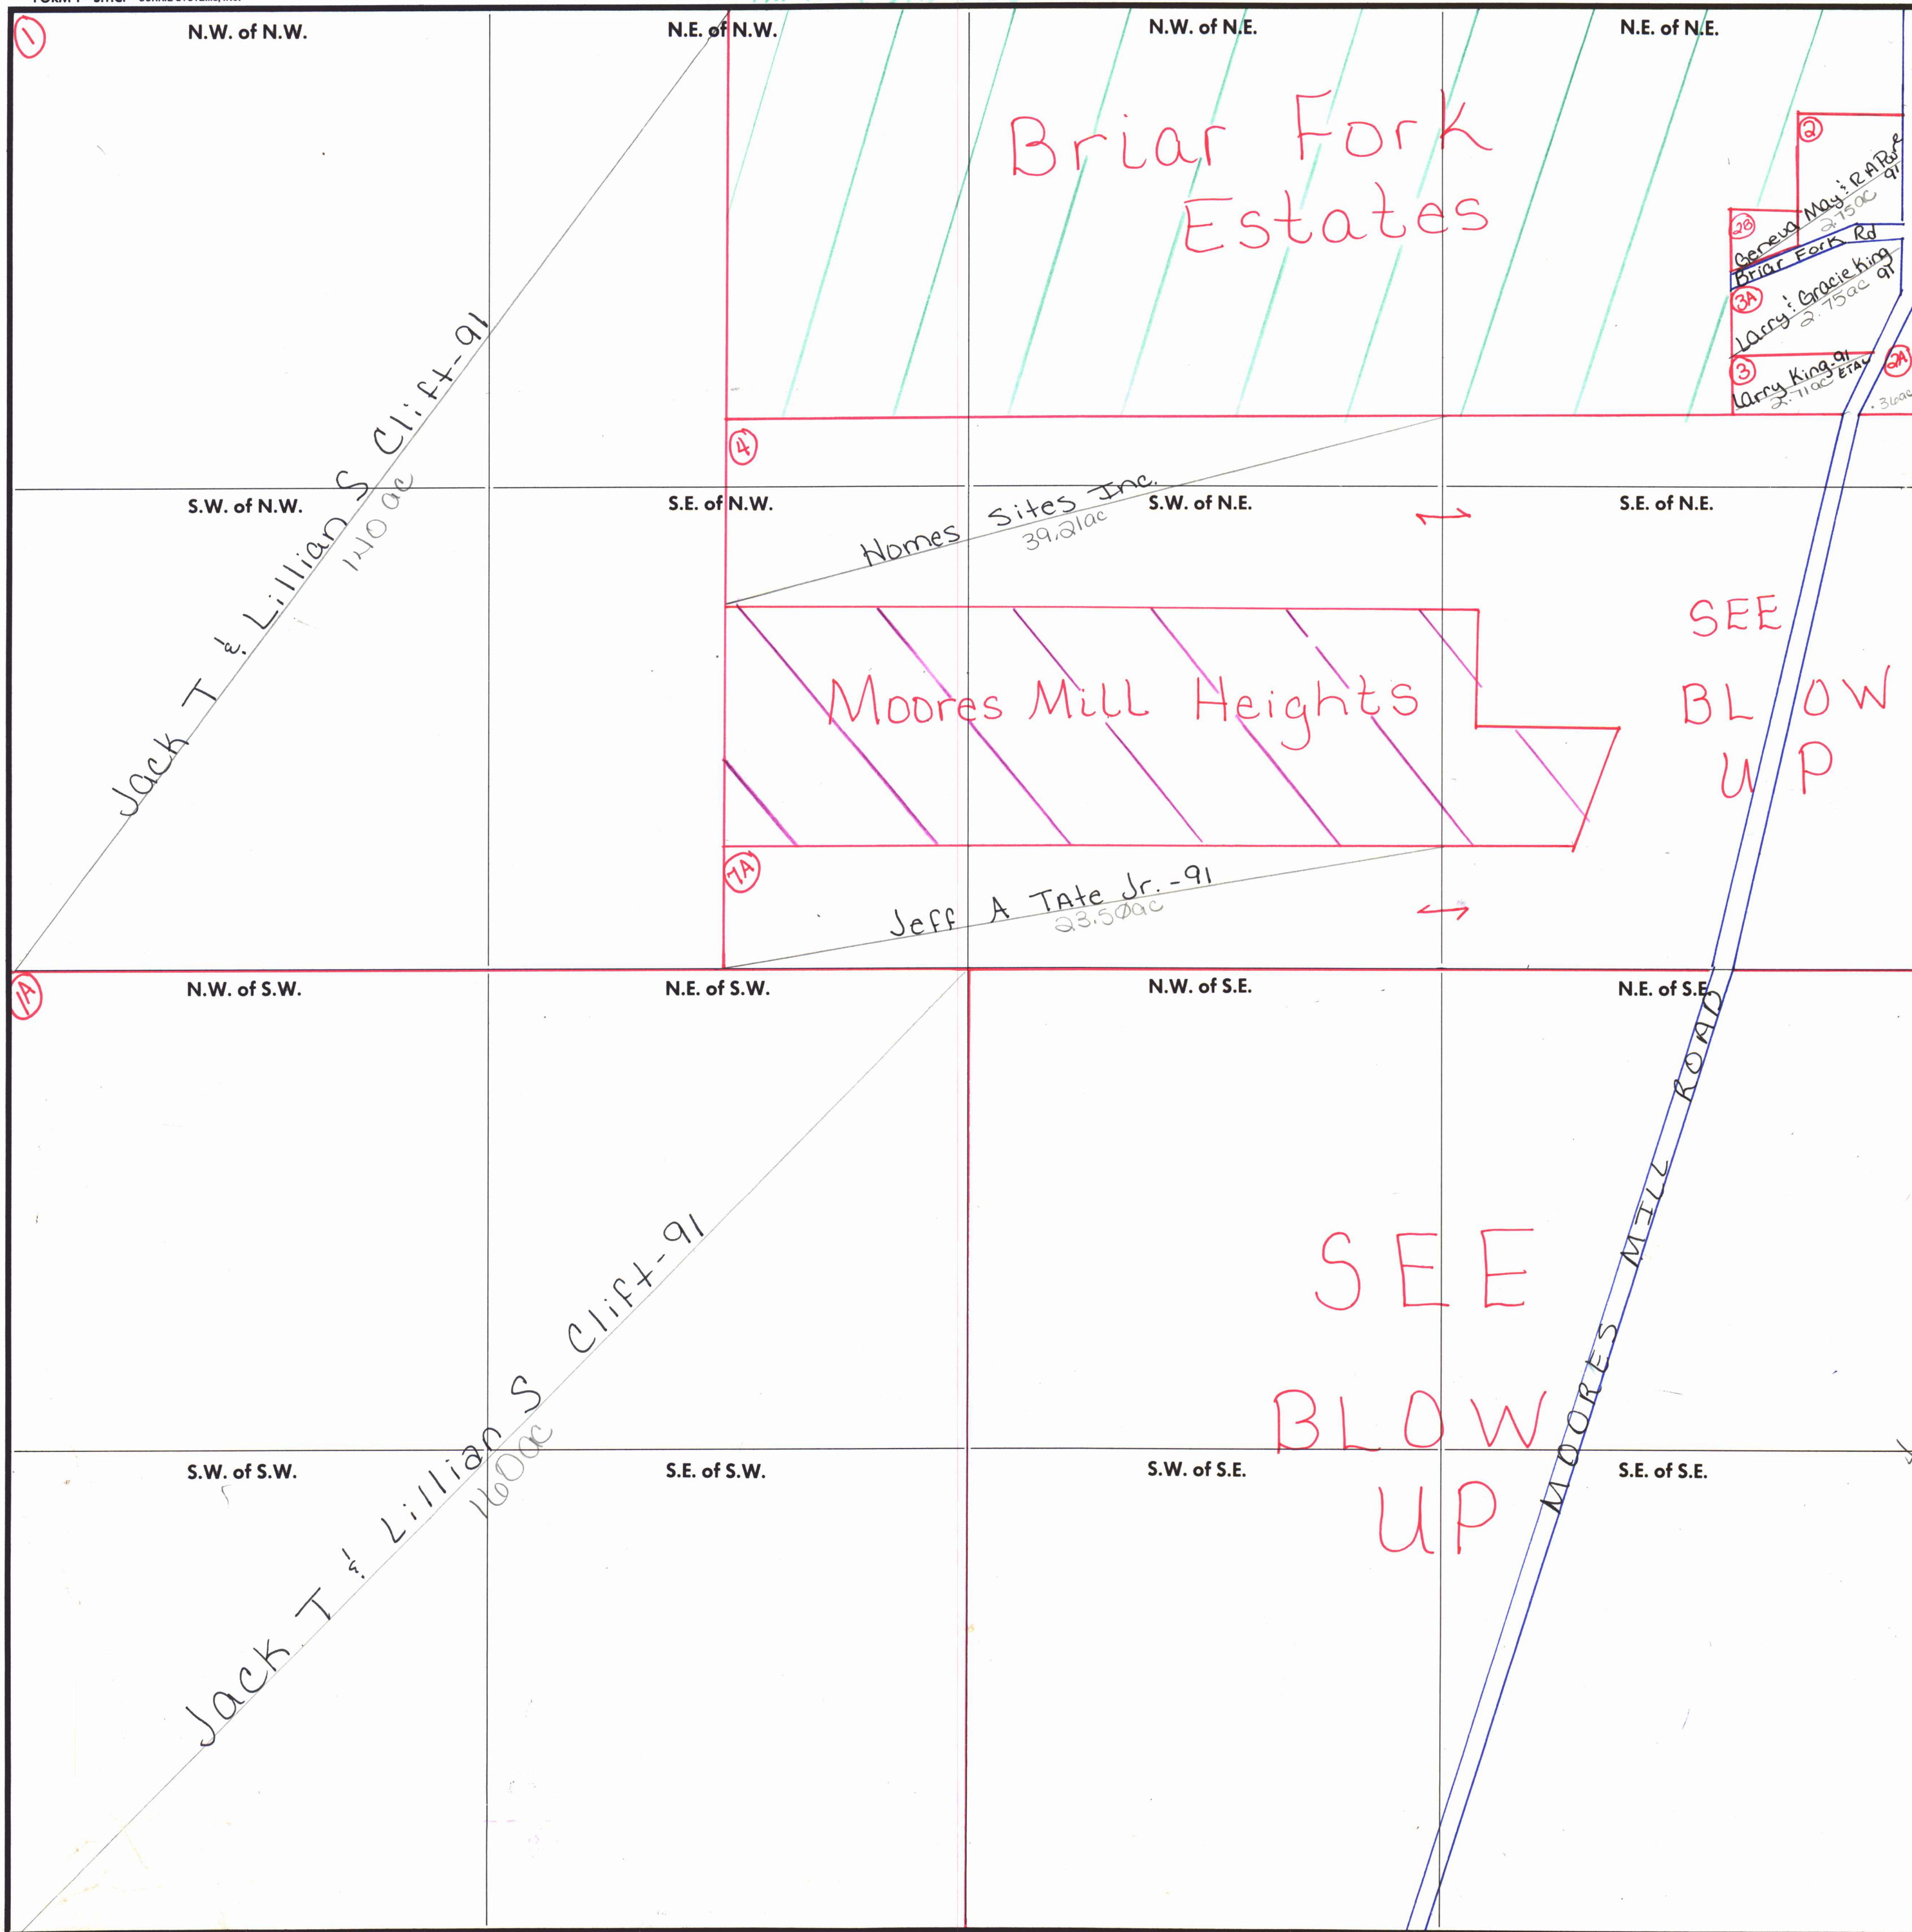 N.W. of N.W.
N.E. of N.W.
N.W. of N.E.
N.E. of N.E.
1
Briar Fork
Estates
2
Geneva May & RA Pore
91
2.75ac
2B
Briar Fork Rd
3A
Larry & Gracie King
91
2.75ac
3
Larry King-91
ETAL
2.71ac
2A
.36ac
Jack T & Lillian S Clift-91
140 ac
4
S.W. of N.W.
S.E. of N.W.
S.W. of N.E.
S.E. of N.E.
Homes Sites Inc.
39.21ac
SEE
BLOW
UP
Moores Mill Heights
7A
Jeff A Tate Jr.-91
23.50ac
1A
N.W. of S.W.
N.E. of S.W.
N.W. of S.E.
N.E. of S.E.
MOORES MILL ROAD
Jack T & Lillian S Clift-91
160ac
SEE
BLOW
UP
S.W. of S.W.
S.E. of S.W.
S.W. of S.E.
S.E. of S.E.